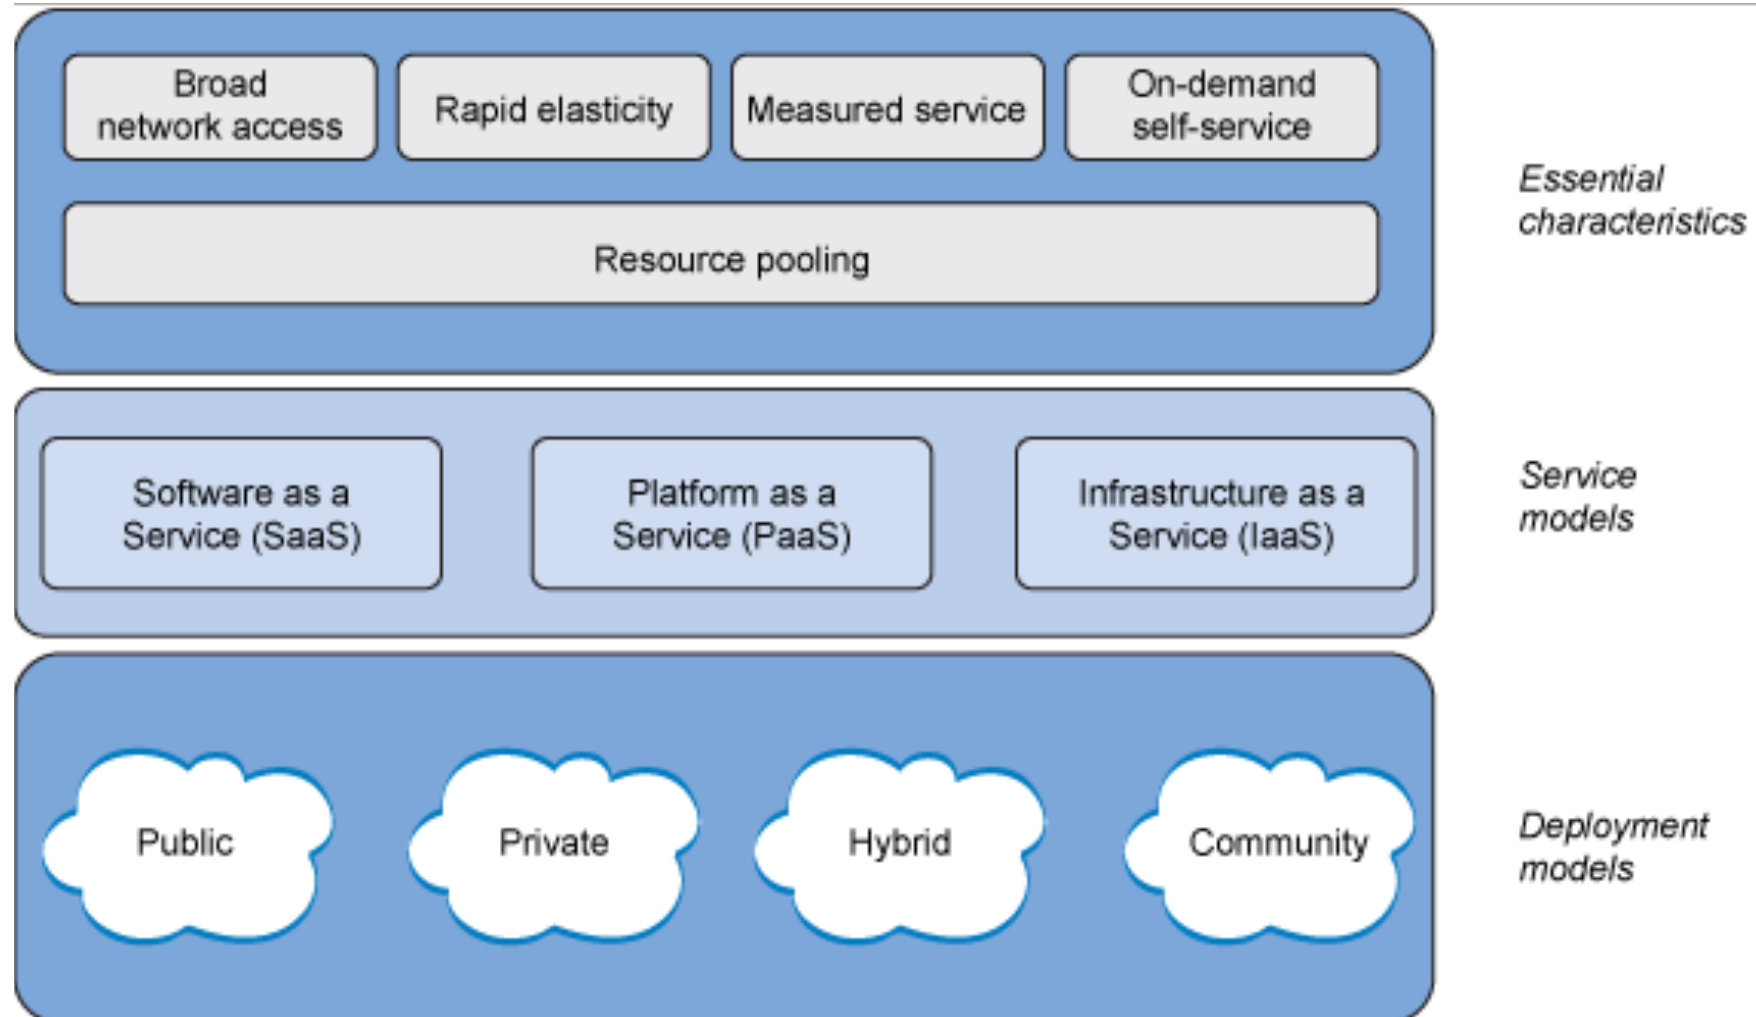 Broad
network access
Rapid elasticity
Measured service
On-demand
self-service
Resource pooling
Essential
characteristics
Software as a
Service (SaaS)
Platform as a
Service (PaaS)
Infrastructure as a
Service (IaaS)
Service
models
Public
Private
Hybrid
Community
Deployment
models